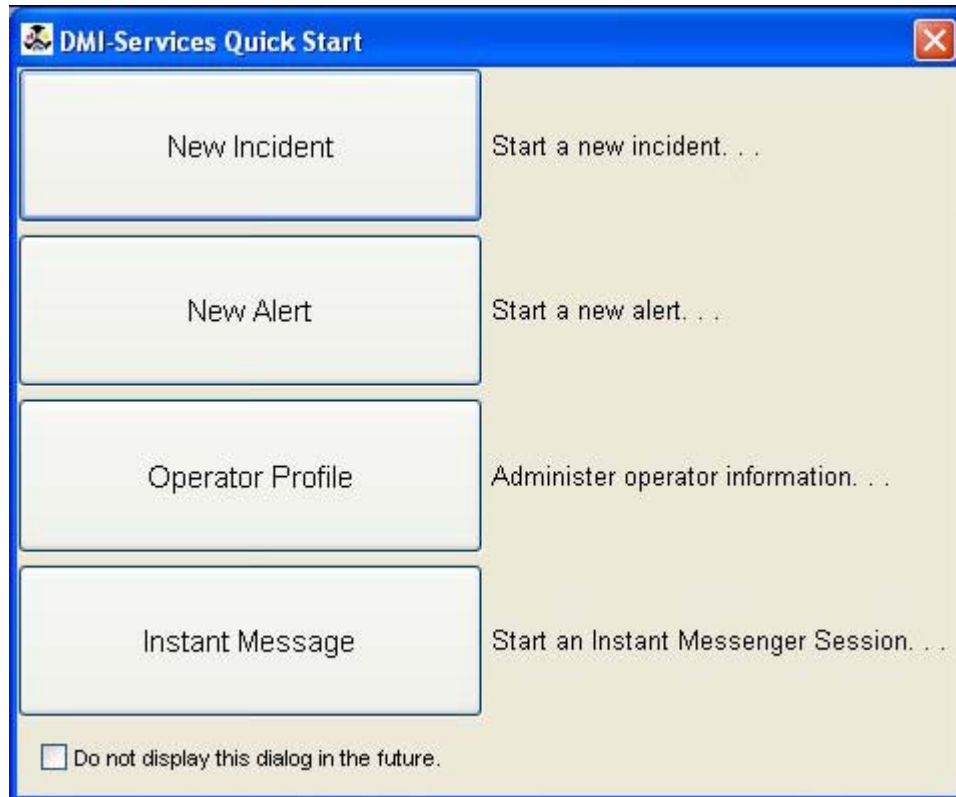 DMI-Services Quick Start
New Incident
Start a new incident. . .
New Alert
Start a new alert. . .
Operator Profile
Administer operator information. . .
Instant Message
Start an Instant Messenger Session. . .
Do not display this dialog in the future.